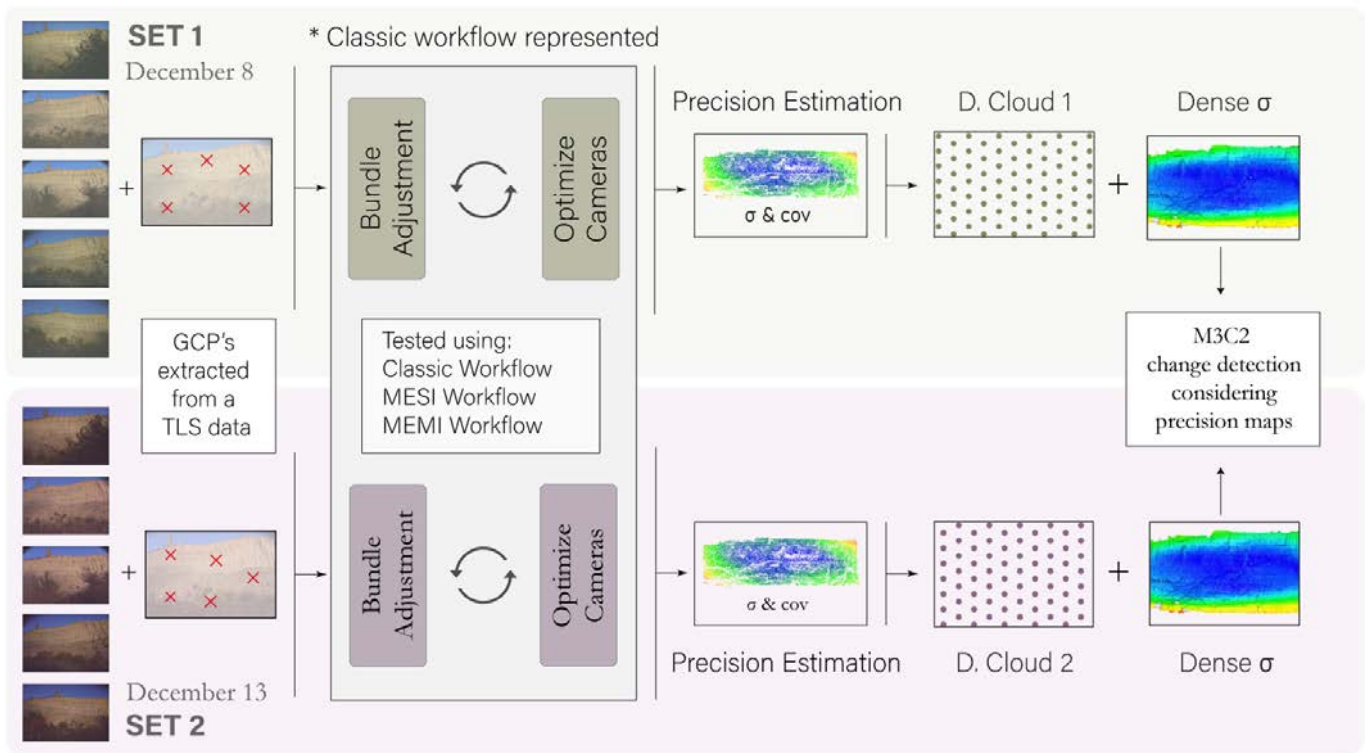 SET 1
December 8
* Classic workflow represented
Bundle
Adjustment
Optimize
Cameras
Precision Estimation
σ & cov
D. Cloud 1
Dense σ
+
+
GCP's
extracted
from a
TLS data
Tested using:
Classic Workflow
MESI Workflow
MEMI Workflow
M3C2
change detection
considering
precision maps
+
Bundle
Adjustment
Optimize
Cameras
σ & cov
+
Precision Estimation
D. Cloud 2
Dense σ
December 13
SET 2